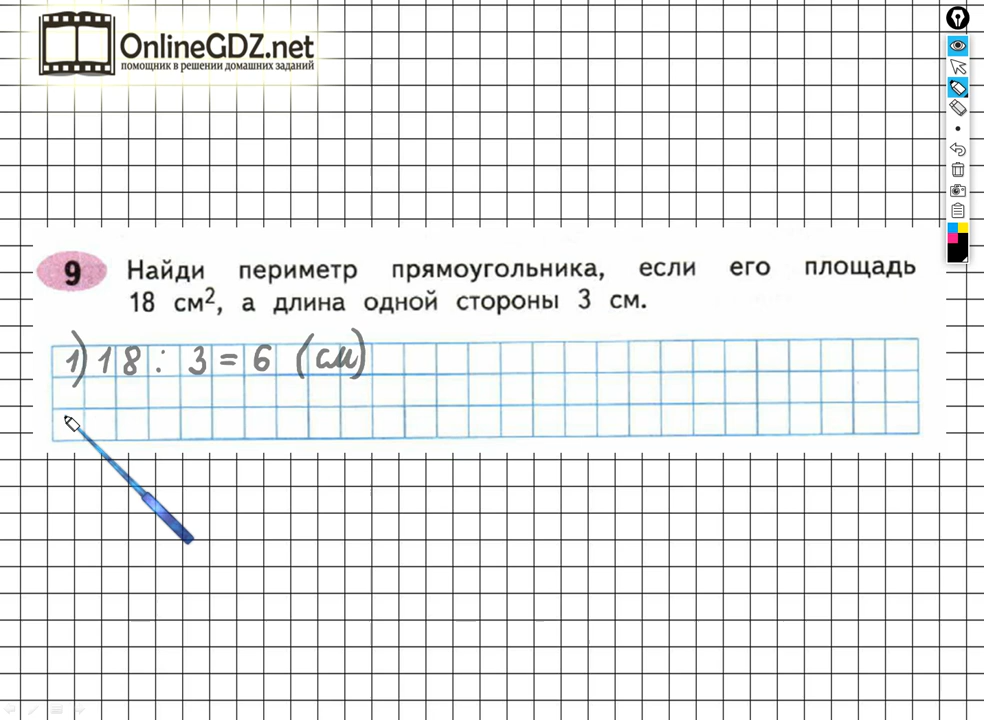 OnlineGDZ.net
помощник в решении домашних заданий
9 Найди периметр прямоугольника, если его площадь
18 см², а длина одной стороны 3 см.
1) 18 : 3 = 6 (см)